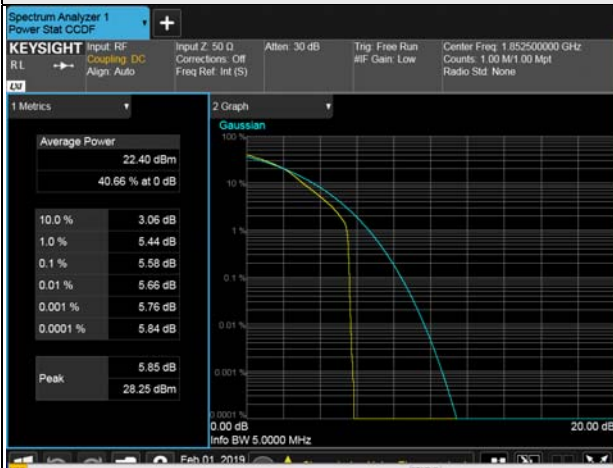 Spectrum Analyzer 1
Power Stat CCDF
KEYSIGHT
RL
LXI
Input: RF
Coupling: DC
Align: Auto
Input Z: 50 Ω
Corrections: Off
Freq Ref: Int (S)
Atten: 30 dB
Trig: Free Run
#IF Gain: Low
Center Freq: 1.852500000 GHz
Counts: 1.00 M/1.00 Mpt
Radio Std: None
1 Metrics
Average Power
22.40 dBm
40.66 % at 0 dB
10.0 % 3.06 dB
1.0 % 5.44 dB
0.1 % 5.58 dB
0.01 % 5.66 dB
0.001 % 5.76 dB
0.0001 % 5.84 dB
Peak
5.85 dB
28.25 dBm
2 Graph
Gaussian
100 %
10 %
1 %
0.1 %
0.01 %
0.001 %
0.0001 %
0.00 dB
20.00 dB
Info BW 5.0000 MHz
Feb 01, 2019